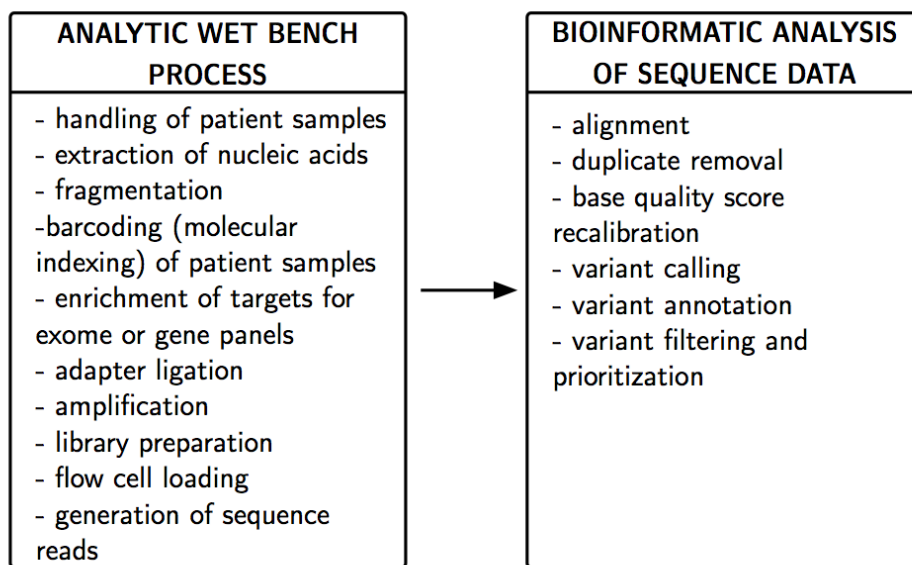 ANALYTIC WET BENCH
PROCESS
- handling of patient samples
- extraction of nucleic acids
- fragmentation
-barcoding (molecular
indexing) of patient samples
- enrichment of targets for
exome or gene panels
- adapter ligation
- amplification
- library preparation
- flow cell loading
- generation of sequence
reads
BIOINFORMATIC ANALYSIS
OF SEQUENCE DATA
- alignment
- duplicate removal
- base quality score
recalibration
- variant calling
- variant annotation
- variant filtering and
prioritization